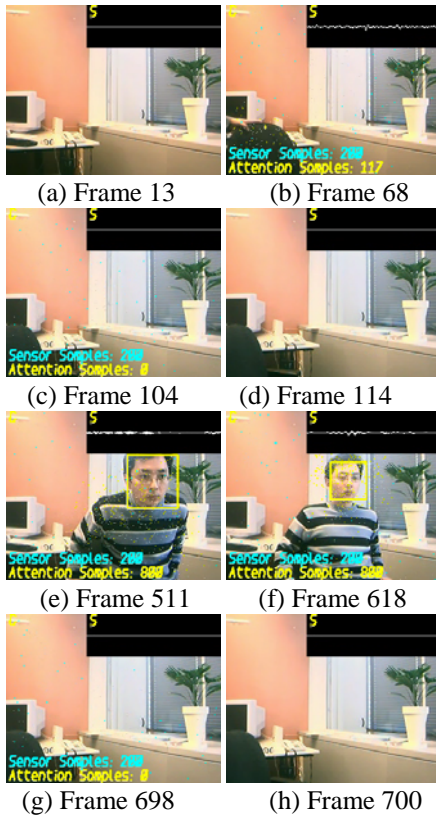 S
G S
Sensor Samples: 200
Attention Samples: 117
(a) Frame 13 (b) Frame 68
G S
S
Sensor Samples: 200
Attention Samples: 0
(c) Frame 104 (d) Frame 114
G S
G S
Sensor Samples: 200
Attention Samples: 800
Sensor Samples: 200
Attention Samples: 800
(e) Frame 511 (f) Frame 618
G S
S
Sensor Samples: 200
Attention Samples: 0
(g) Frame 698 (h) Frame 700